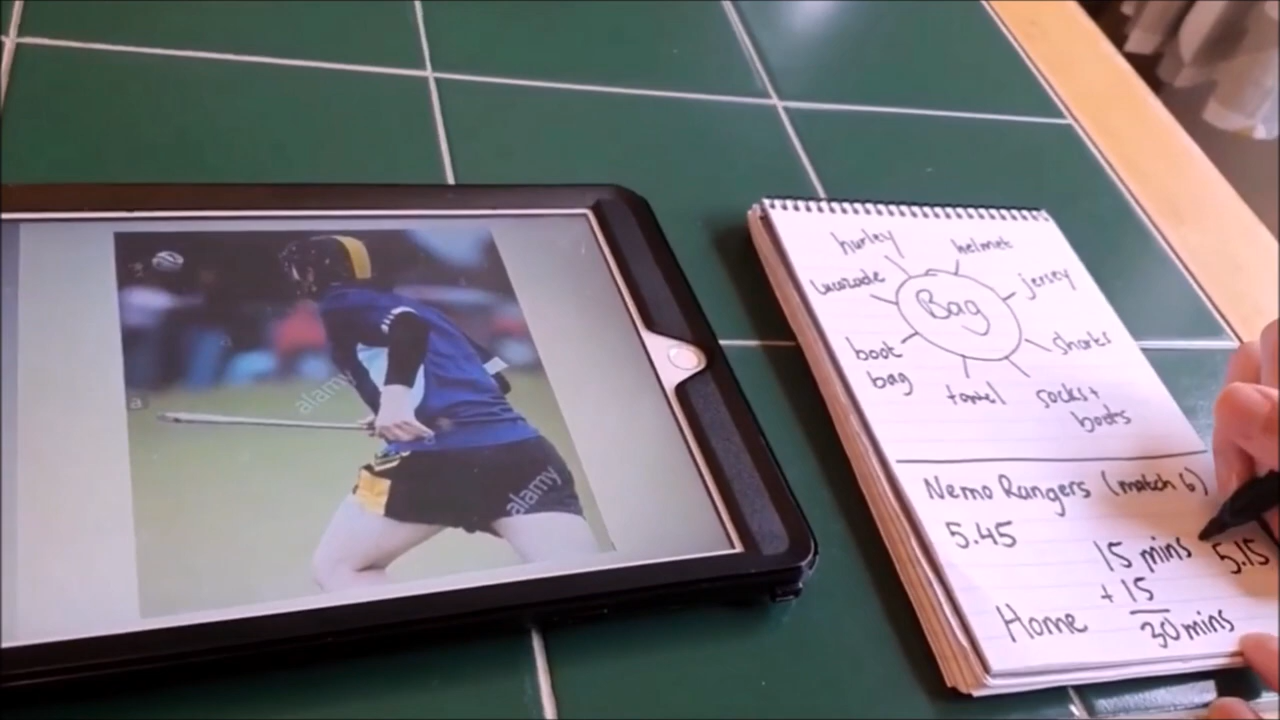 hurley
helmet
lucozade
jersey
Bag
boot
bag
shorts
towel
socks +
boots
Nemo Rangers (match 6)
5.45
15 mins
5.15
+ 15
Home
30 mins
alamy
alamy
a